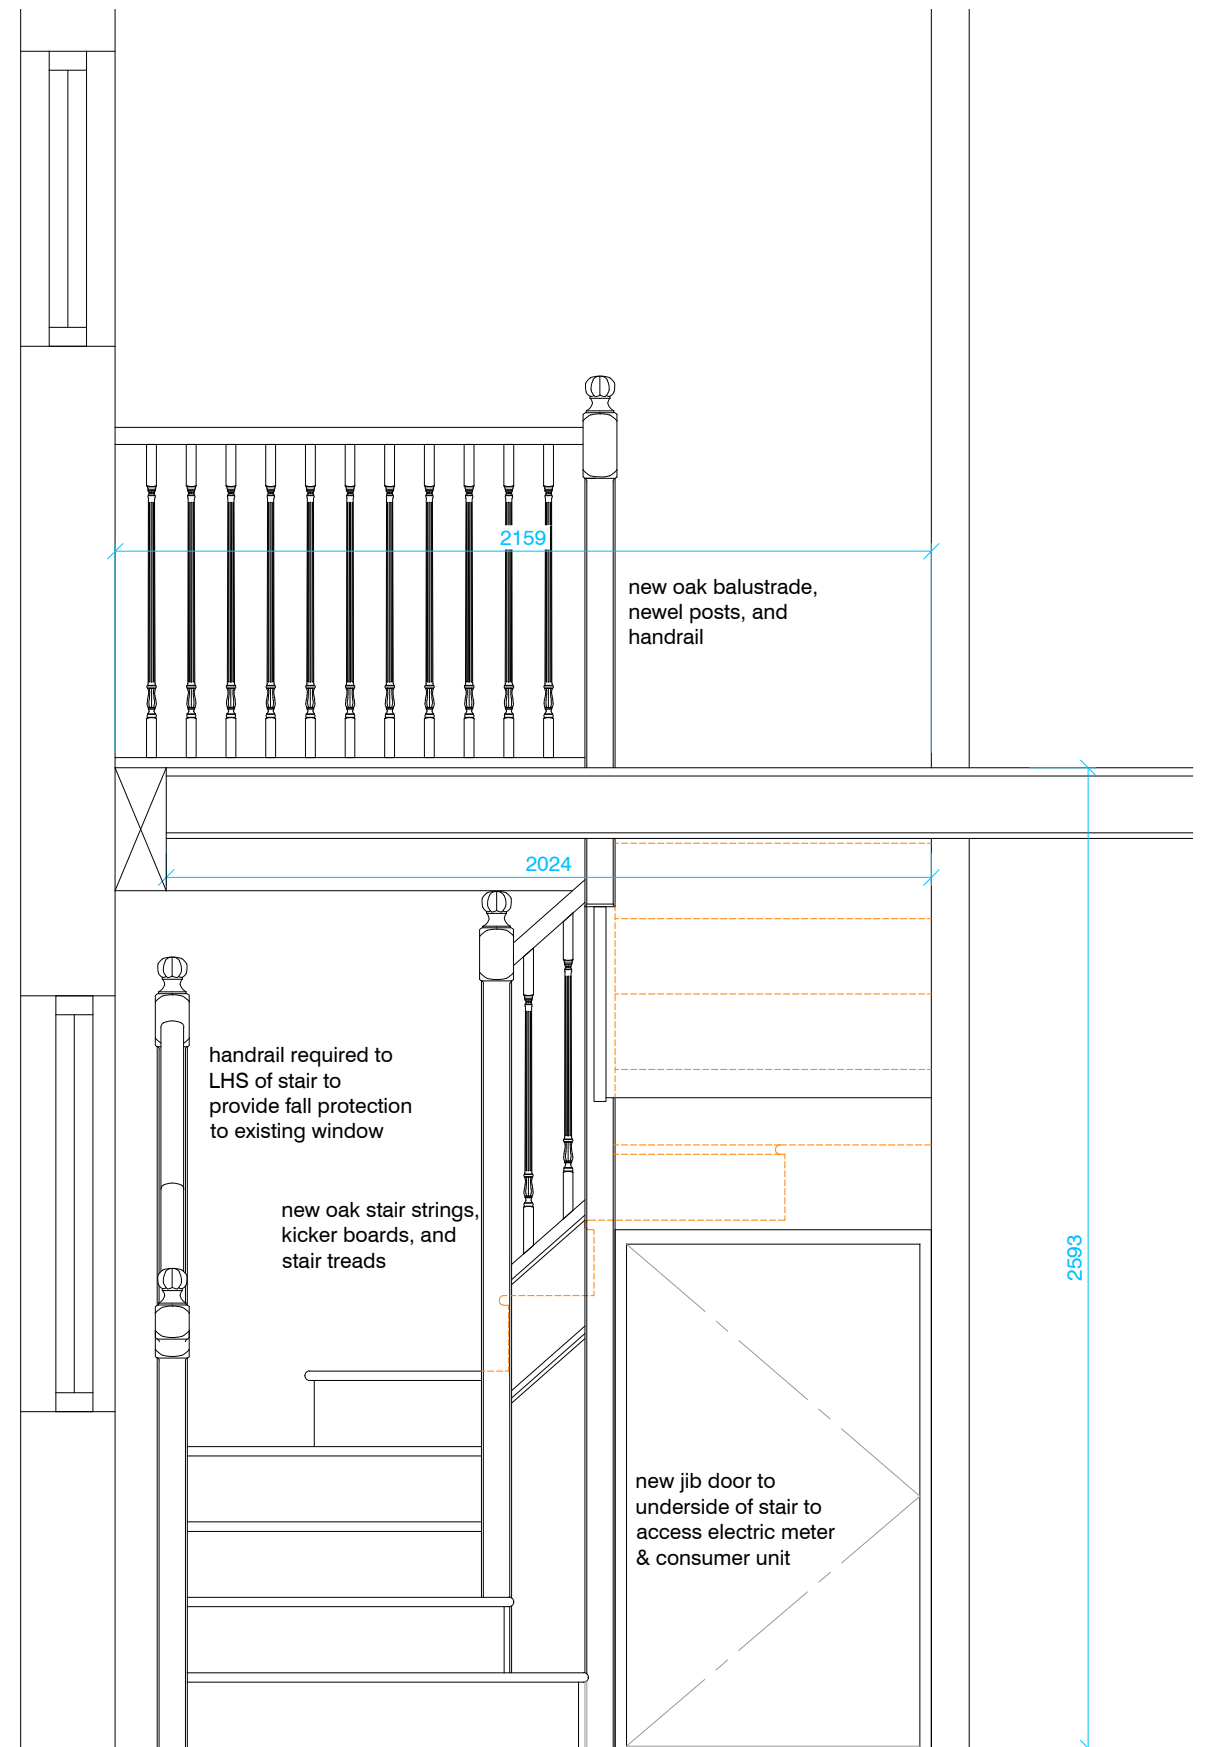 2159
new oak balustrade,
newel posts, and
handrail
2024
handrail required to
LHS of stair to
provide fall protection
to existing window
new oak stair strings,
kicker boards, and
stair treads
2593
new jib door to
underside of stair to
access electric meter
& consumer unit